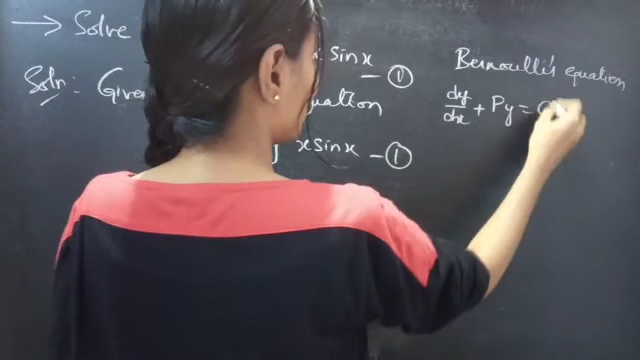 → Solve
x sin x — ①
Soln: Given
equation
x sin x — ①
Bernoulli's equation
dy/dx + Py =